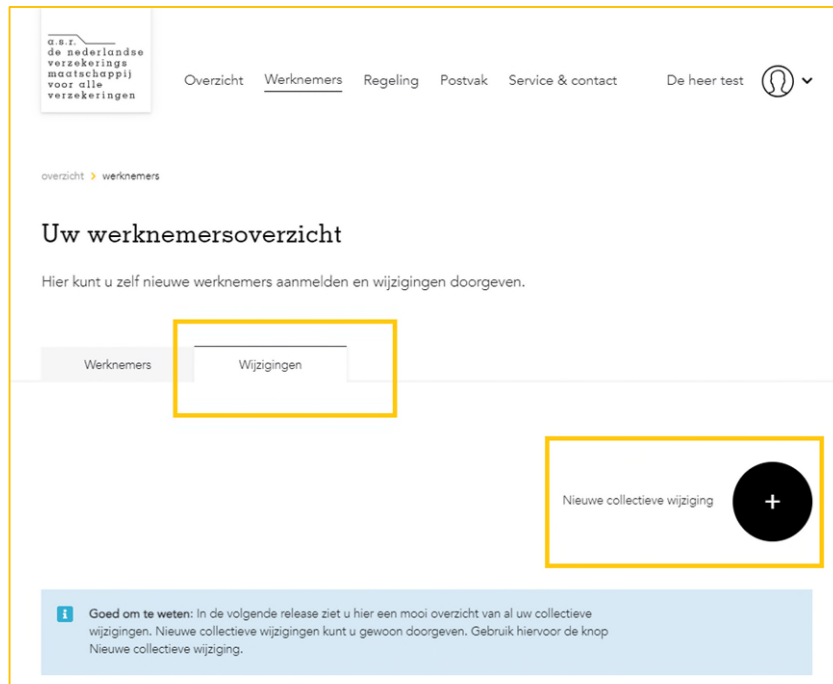 a.s.r.
de nederlandse
verzekerings
maatschappij
voor alle
verzekeringen
Overzicht Werknemers Regeling Postvak Service & contact De heer test
overzicht > werknemers
Uw werknemersoverzicht
Hier kunt u zelf nieuwe werknemers aanmelden en wijzigingen doorgeven.
Werknemers Wijzigingen
Nieuwe collectieve wijziging +
i Goed om te weten: In de volgende release ziet u hier een mooi overzicht van al uw collectieve
wijzigingen. Nieuwe collectieve wijzigingen kunt u gewoon doorgeven. Gebruik hiervoor de knop
Nieuwe collectieve wijziging.